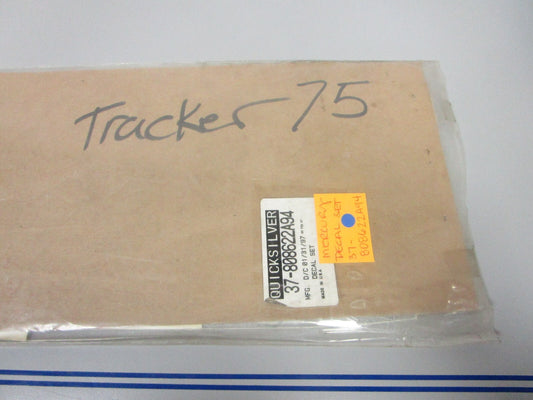 Tracker 75
QUICKSILVER
37-808622A94
MFG. D/C 01/31/97
DECAL SET
MADE IN U.S.A.
MERCURY
DECAL SET
37-
808622A94